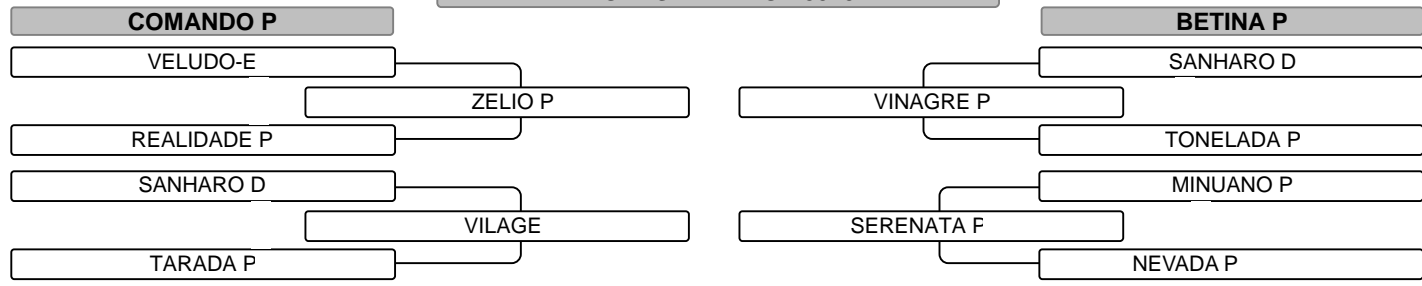 COMANDO P
BETINA P
VELUDO-E
SANHARO D
ZELIO P
VINAGRE P
REALIDADE P
TONELADA P
SANHARO D
MINUANO P
VILAGE
SERENATA P
TARADA P
NEVADA P